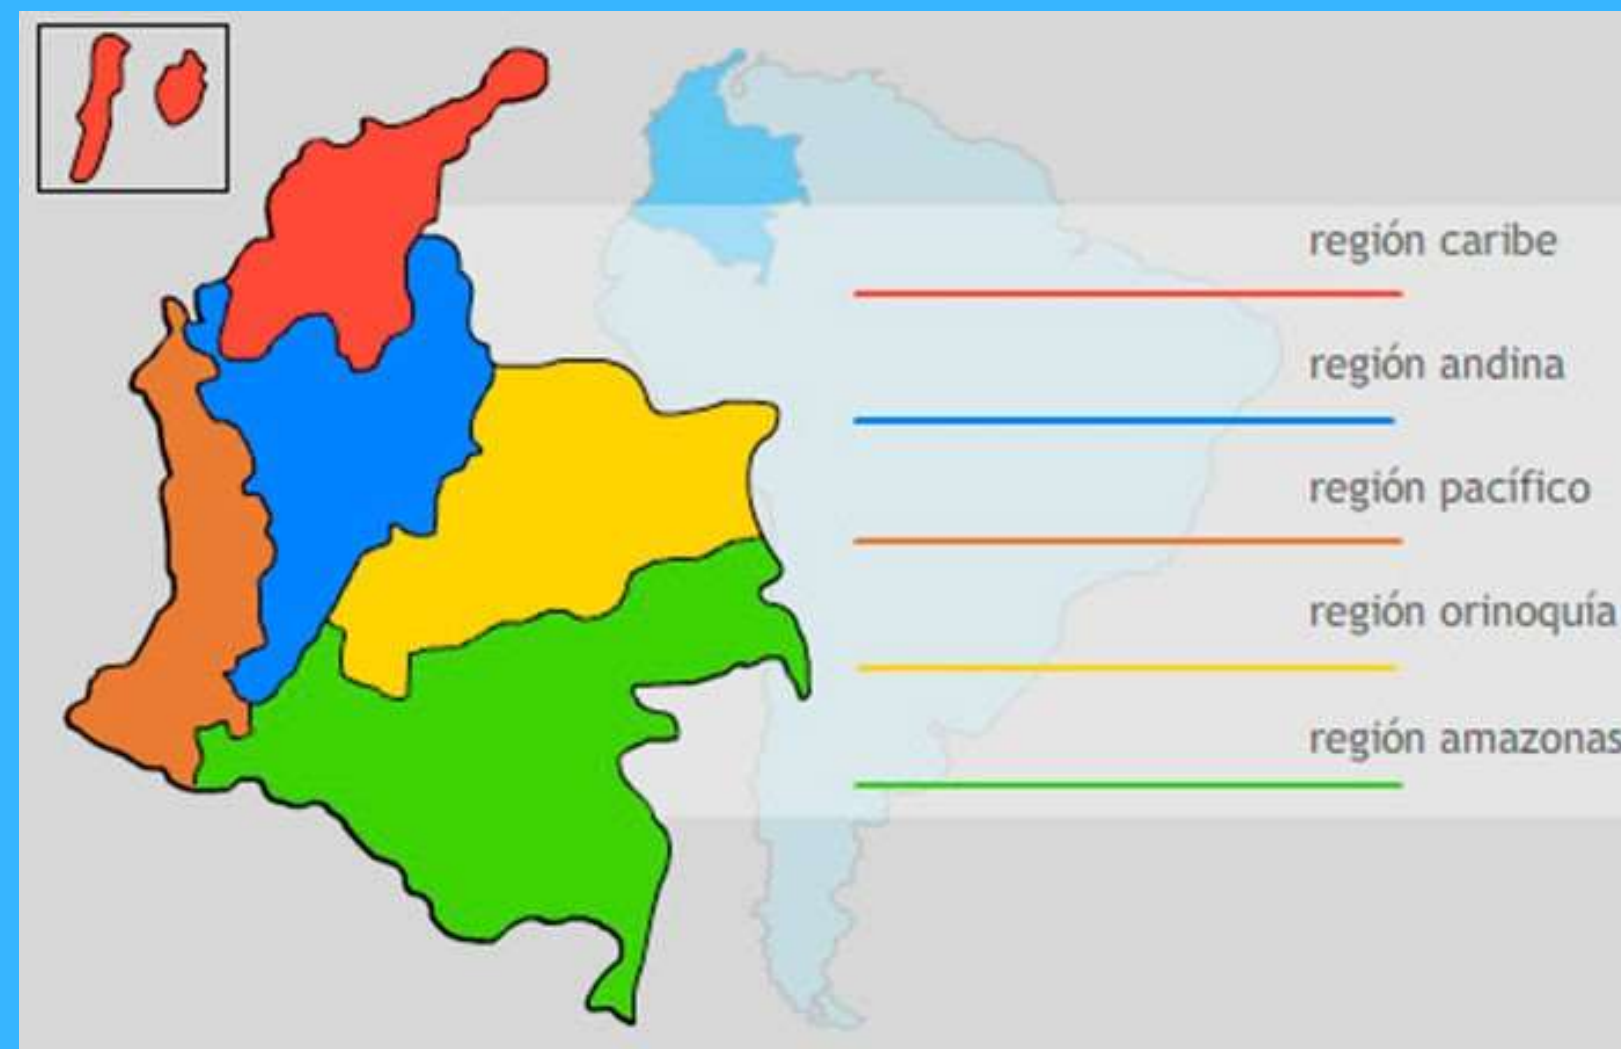 región caribe
región andina
región pacífico
región orinoquía
región amazonas